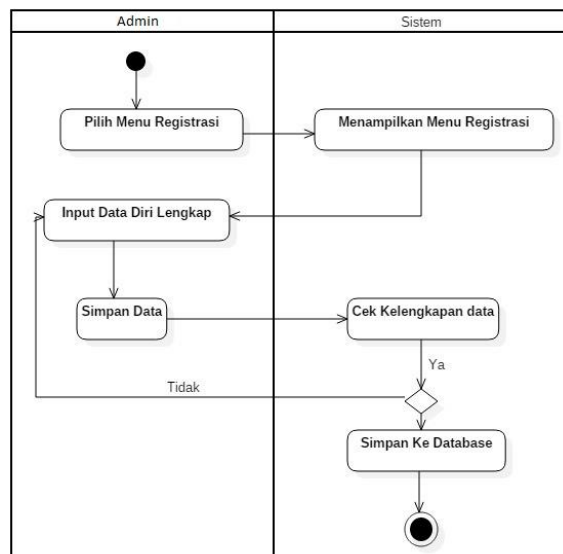 Admin
Sistem
Pilih Menu Registrasi
Menampilkan Menu Registrasi
Input Data Diri Lengkap
Simpan Data
Cek Kelengkapan data
Ya
Tidak
Simpan Ke Database